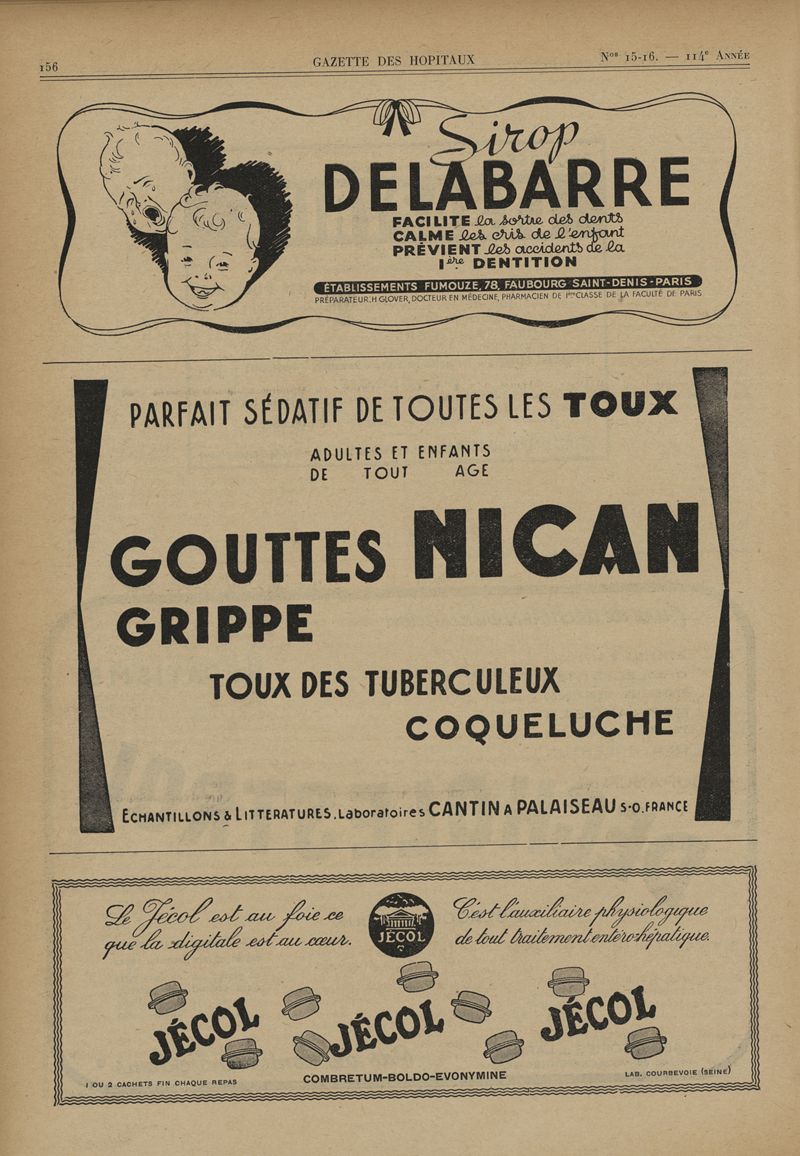 156
GAZETTE DES HOPITAUX
Nos 15-16. — 114e ANNÉE
Sirop
DELABARRE
FACILITE la sortie des dents
CALME les cris de l'enfant
PRÉVIENT les accidents de la
1ère DENTITION
ÉTABLISSEMENTS FUMOUZE, 78, FAUBOURG SAINT-DENIS-PARIS
PRÉPARATEUR: H GLOVER, DOCTEUR EN MÉDECINE, PHARMACIEN DE 1ère CLASSE DE LA FACULTÉ DE PARIS
PARFAIT SÉDATIF DE TOUTES LES TOUX
ADULTES ET ENFANTS
DE TOUT AGE
GOUTTES NICAN
GRIPPE
TOUX DES TUBERCULEUX
COQUELUCHE
ECHANTILLONS & LITTERATURES. Laboratoires CANTIN A PALAISEAU S-O. FRANCE
Le Jécol est au foie ce
que la digitale est au cœur.
JÉCOL
C'est l'auxiliaire physiologique
de tout traitement entéro-hépatique.
JÉCOL
JÉCOL
JÉCOL
1 OU 2 CACHETS FIN CHAQUE REPAS
COMBRETUM-BOLDO-EVONYMINE
LAB. COURBEVOIE (SEINE)